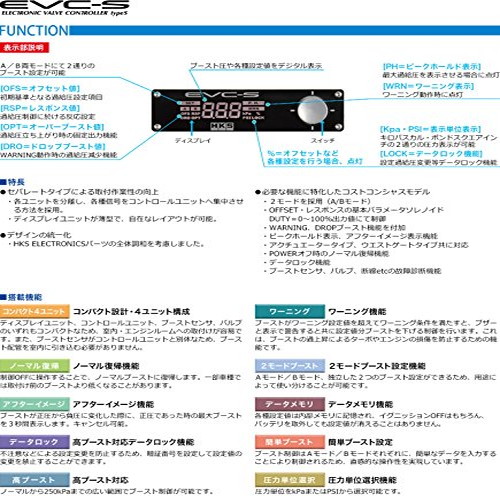 EVC-S
ELECTRONIC VALVE CONTROLLER typeS
FUNCTION
表示部説明
A/B両モードにて2通りの
ブースト設定が可能
[OFS=オフセット値]
初期基準となる過給圧設定項目
[RSP=レスポンス値]
過給圧制御に於ける反応設定
[OPT=オーバーブースト値]
過給圧立ち上がり時の固定出力機能
[DRO=ドロップブースト値]
WARNING動作時の過給圧減少機能
ブースト圧や各種設定値をデジタル表示
EVC-S
HKS
ディスプレイ
スイッチ
%=オフセットなど
各種設定を行う場合、点灯
[PH=ピークホールド表示]
最大過給圧を表示させる場合に点灯
[WRN=ワーニング表示]
ワーニング動作時に点灯
[Kpa・PSI=表示単位表示]
キロパスカル・ポンドスクエアイン
チの2通りの圧力表示が可能
[LOCK=データロック機能]
設定過給圧変更等データロック機能
■特長
●セパレートタイプによる取付作業性の向上
・各ユニットを分離し、各種信号をコントロールユニットへ集中させ
る方法を採用。
・ディスプレイユニットが薄型で、自在なレイアウトが可能。
●デザインの統一化
・HKS ELECTRONICSパーツの全体調和を考慮しました。
●必要な機能に特化したコストコンシャスモデル
・2モードを採用(A/Bモード)
・OFFSET・レスポンスの基本パラメータソレノイド
DUTY=0~100%出力値にて制御
・WARNING、DROPブースト機能を付加
・ピークホールド表示、アフターイメージ表示機能
・アクチュエータータイプ、ウエストゲートタイプ共に対応
・POWERオフ時のノーマル復帰機能
・データロック機能
・ブーストセンサ、バルブ、断線etcの故障診断機能
■搭載機能
コンパクト4ユニット
コンパクト設計・4ユニット構成
ディスプレイユニット、コントロールユニット、ブーストセンサ、バルブ
のいずれもコンパクトなため、室内・エンジンルームへの取付けが容易で
す。また、ブーストセンサがコントロールユニットと別体なため、ブース
ト配管を室内に引き込む必要がありません。
ノーマル復帰
ノーマル復帰機能
制御OFFに操作することで、ノーマルブーストに復帰します。一部車種で
は取付け前のブーストより低くなることがあります。
アフターイメージ
アフターイメージ機能
ブーストが正圧から負圧に変化した際に、正圧であった時の最大ブースト
を3秒間表示します。キャンセル可能。
データロック
高ブースト対応データロック機能
不注意などによる設定変更を防止するため、暗証番号を設定して設定値の
変更を禁止することができます。
高ブースト
高ブースト対応
ノーマルから250kPaまでの広い範囲でブースト制御が可能。
ワーニング
ワーニング機能
ブーストがワーニング設定値を超えてワーニング条件を満たすと、ブザー
と表示で警告すると共に設定値分ブーストを下げる制御を行います。これ
は、ブーストの過上昇によるターボやエンジンの損傷を防止するための機
能です。
2モードブースト
2モードブースト設定機能
Aモード/Bモード、独立した2つのブースト設定ができるため、用途に
よって使い分けることが可能です。
データメモリ
データメモリ機能
各種設定値は内部メモリに記憶され、イグニッションOFFはもちろん、
バッテリを取外しても設定値が消えることはありません。
簡単ブースト
簡単ブースト設定
ブースト制御はAモード/Bモードそれぞれに、簡単なデータを入力する
ことにより制御されるため、直感的な操作性を実現しています。
圧力単位選択
圧力単位選択機能
ブースト圧の単位をkPaまたはPSIから選択できます。